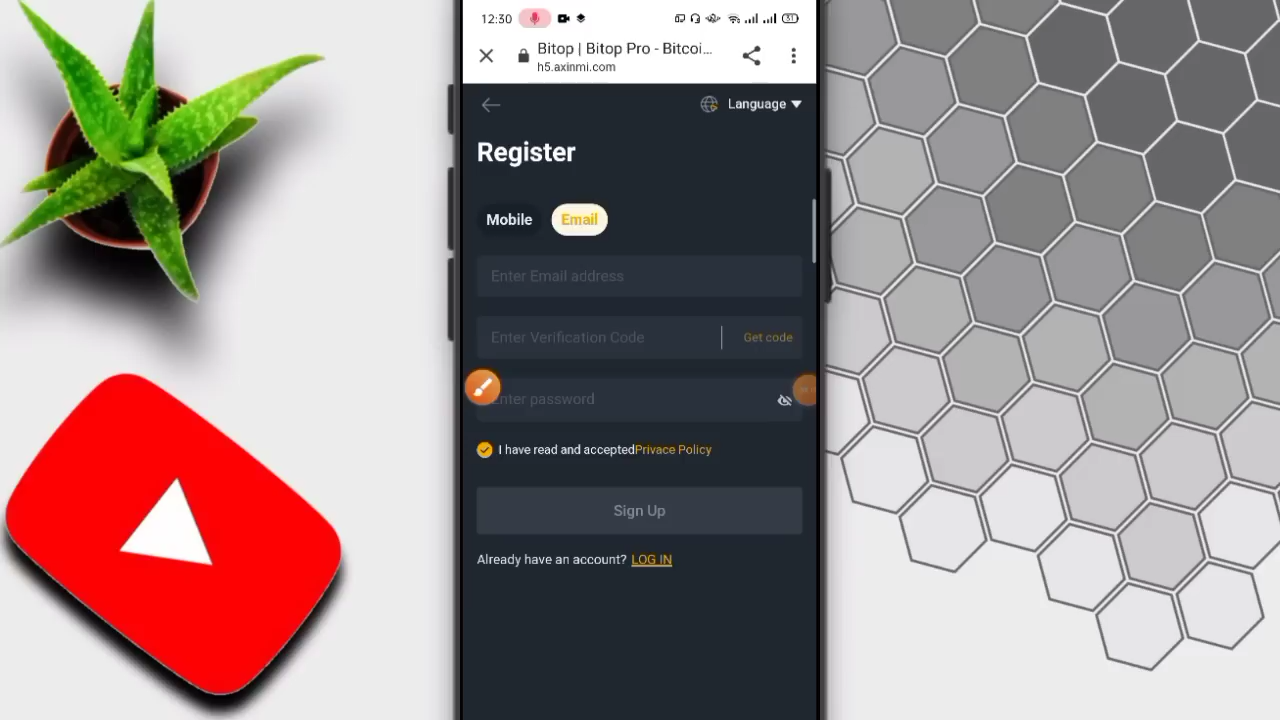 12:30
31
Bitop | Bitop Pro - Bitcoi...
h5.axinmi.com
Language
Register
Mobile
Email
Enter Email address
Enter Verification Code
Get code
nter password
I have read and acceptedPrivacy Policy
Sign Up
Already have an account? LOG IN